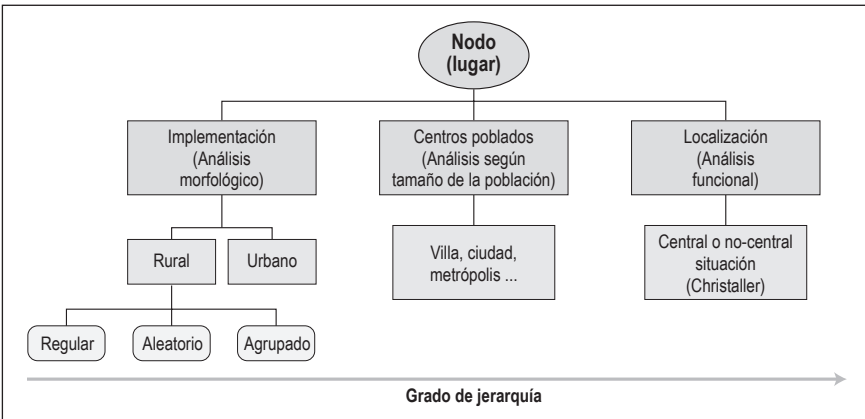 Nodo
(lugar)
Implementación
(Análisis
morfológico)
Centros poblados
(Análisis según
tamaño de la población)
Localización
(Análisis
funcional)
Rural
Urbano
Villa, ciudad,
metrópolis ...
Central o no-central
situación
(Christaller)
Regular
Aleatorio
Agrupado
Grado de jerarquía